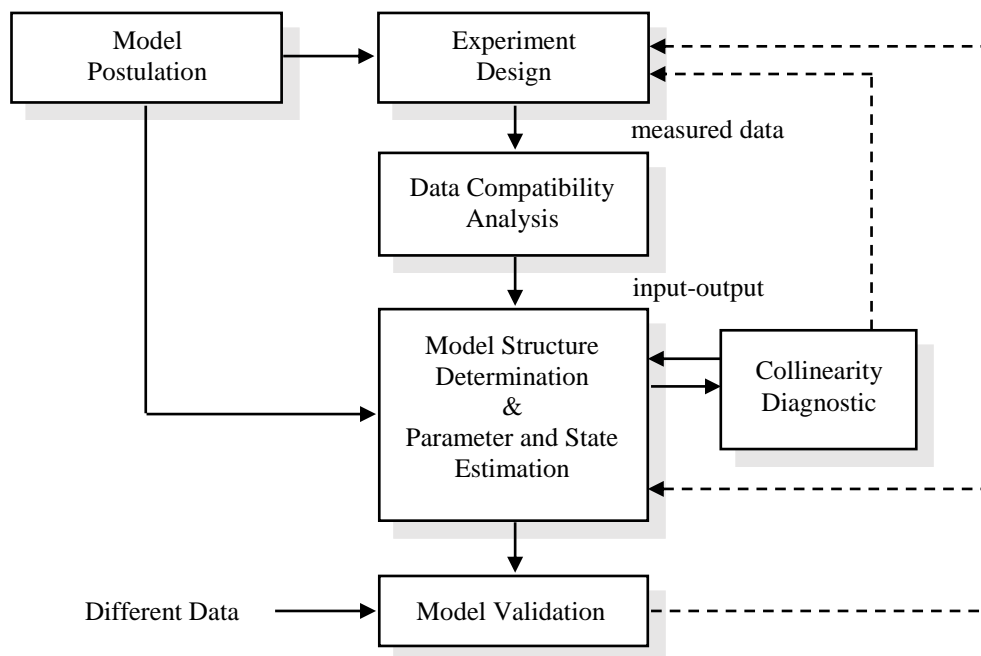 Model
Postulation
Experiment
Design
measured data
Data Compatibility
Analysis
input-output
Model Structure
Determination
&
Parameter and State
Estimation
Collinearity
Diagnostic
Different Data
Model Validation